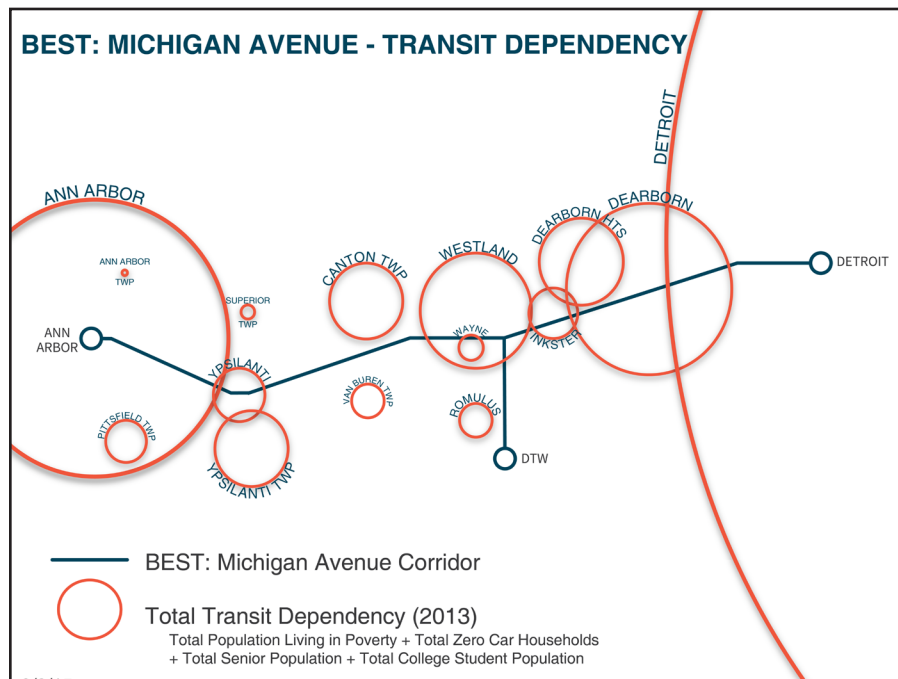 BEST: MICHIGAN AVENUE - TRANSIT DEPENDENCY
DETROIT
ANN ARBOR
DEARBORN
DEARBORN HTS
WESTLAND
CANTON TWP
ANN ARBOR
TWP
DETROIT
SUPERIOR
TWP
ANN
ARBOR
WAYNE
INKSTER
YPSILANTI
VAN BUREN TWP
ROMULUS
PITTSFIELD TWP
DTW
YPSILANTI TWP
BEST: Michigan Avenue Corridor
Total Transit Dependency (2013)
Total Population Living in Poverty + Total Zero Car Households
+ Total Senior Population + Total College Student Population